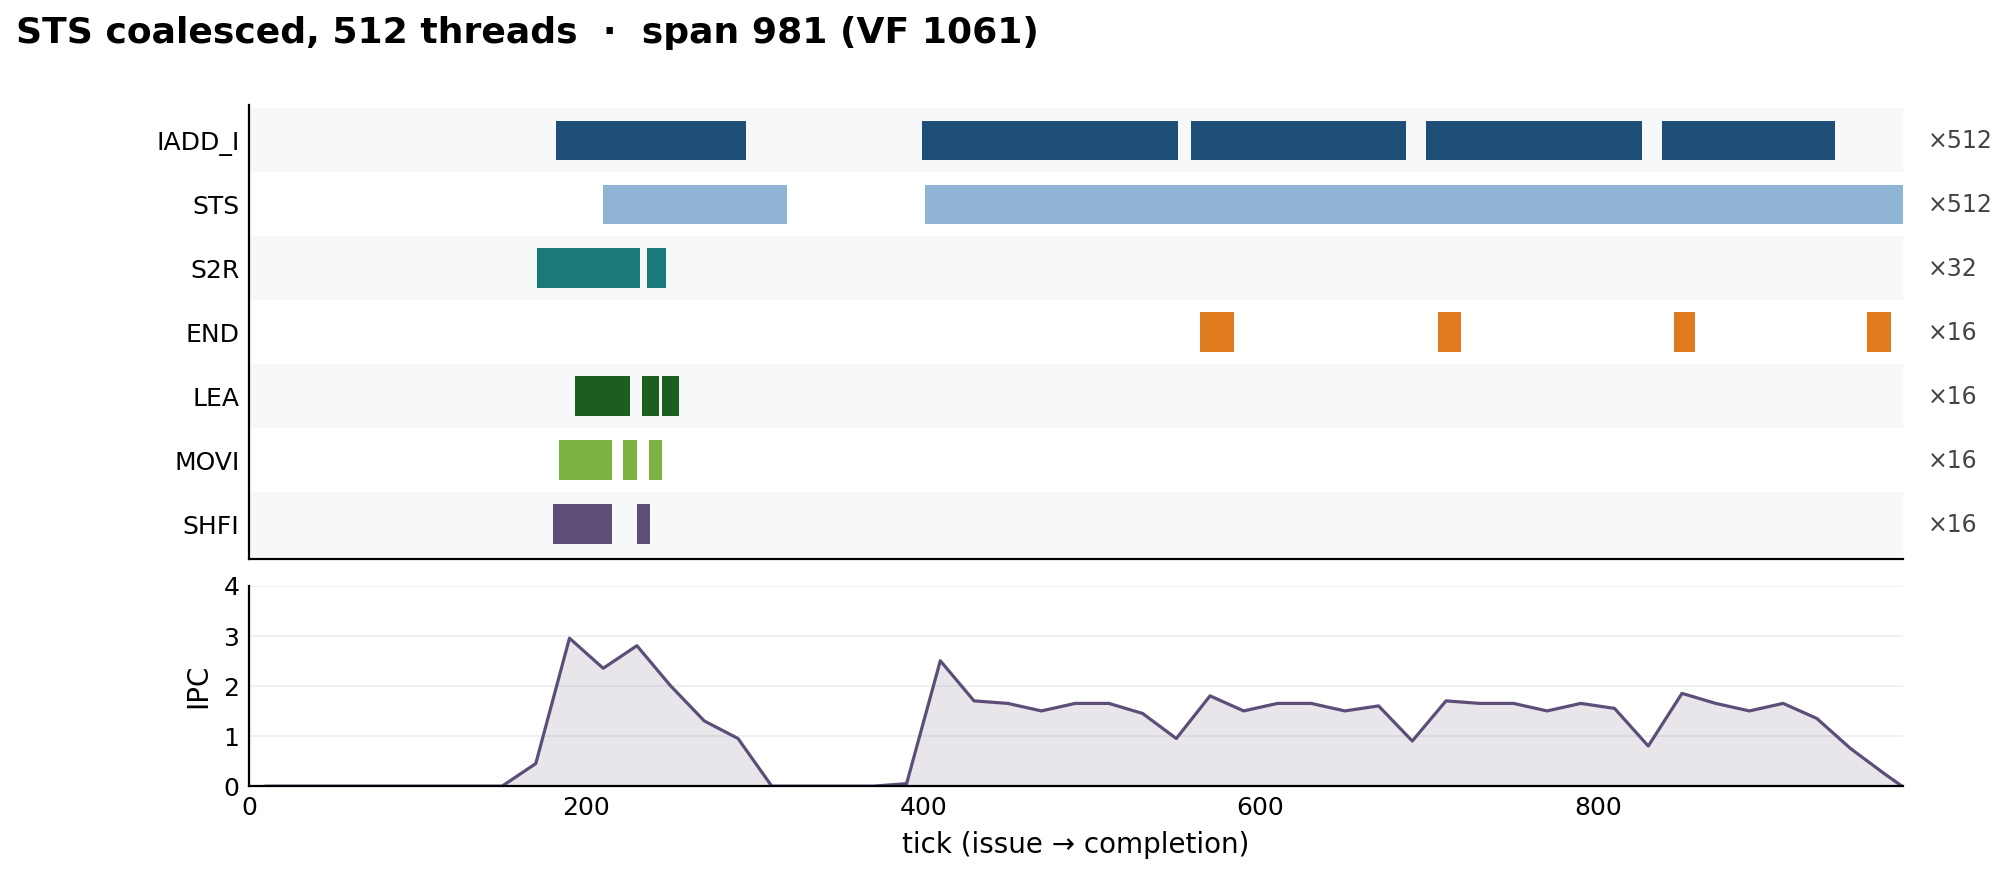 STS coalesced, 512 threads · span 981 (VF 1061)
IADD_I ×512
STS ×512
S2R ×32
END ×16
LEA ×16
MOVI ×16
SHFI ×16
4
3
2
1
0
IPC
0 200 400 600 800
tick (issue → completion)